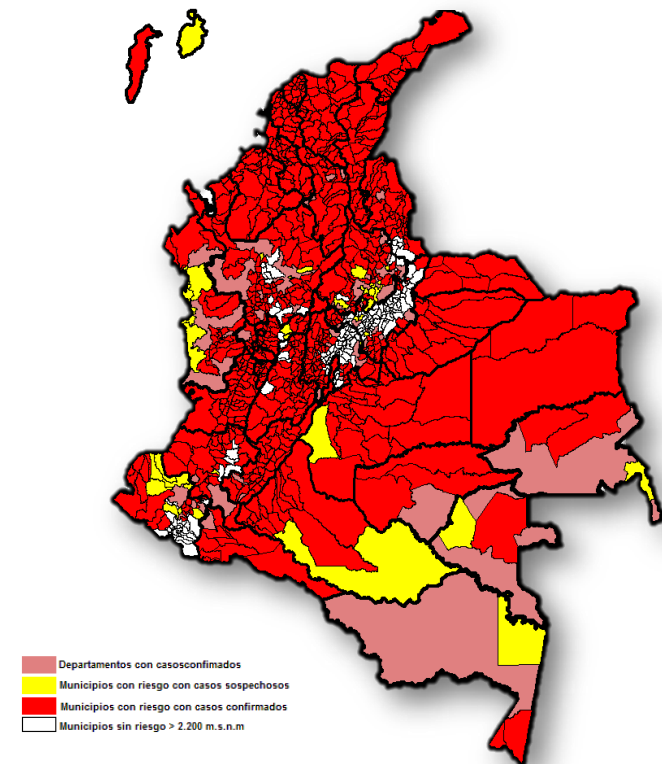 Departamentos con casosconfimados
Municipios con riesgo con casos sospechosos
Municipios con riesgo con casos confirmados
Municipios sin riesgo > 2.200 m.s.n.m